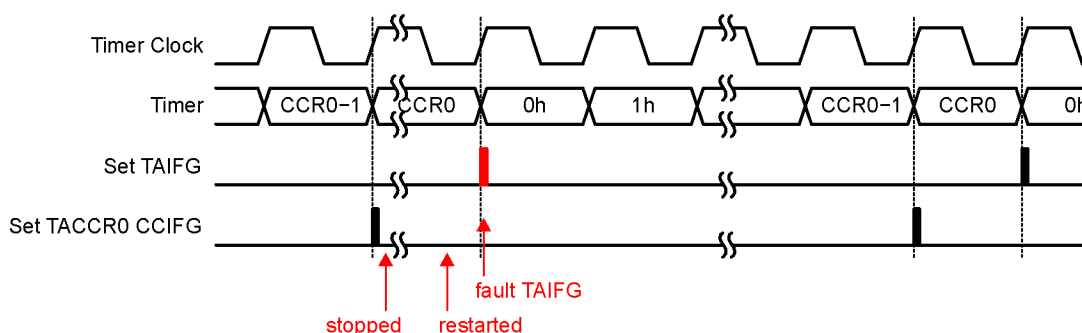 Timer Clock
Timer CCR0−1 CCR0 0h 1h CCR0−1 CCR0 0h
Set TAIFG
Set TACCR0 CCIFG
fault TAIFG
stopped restarted